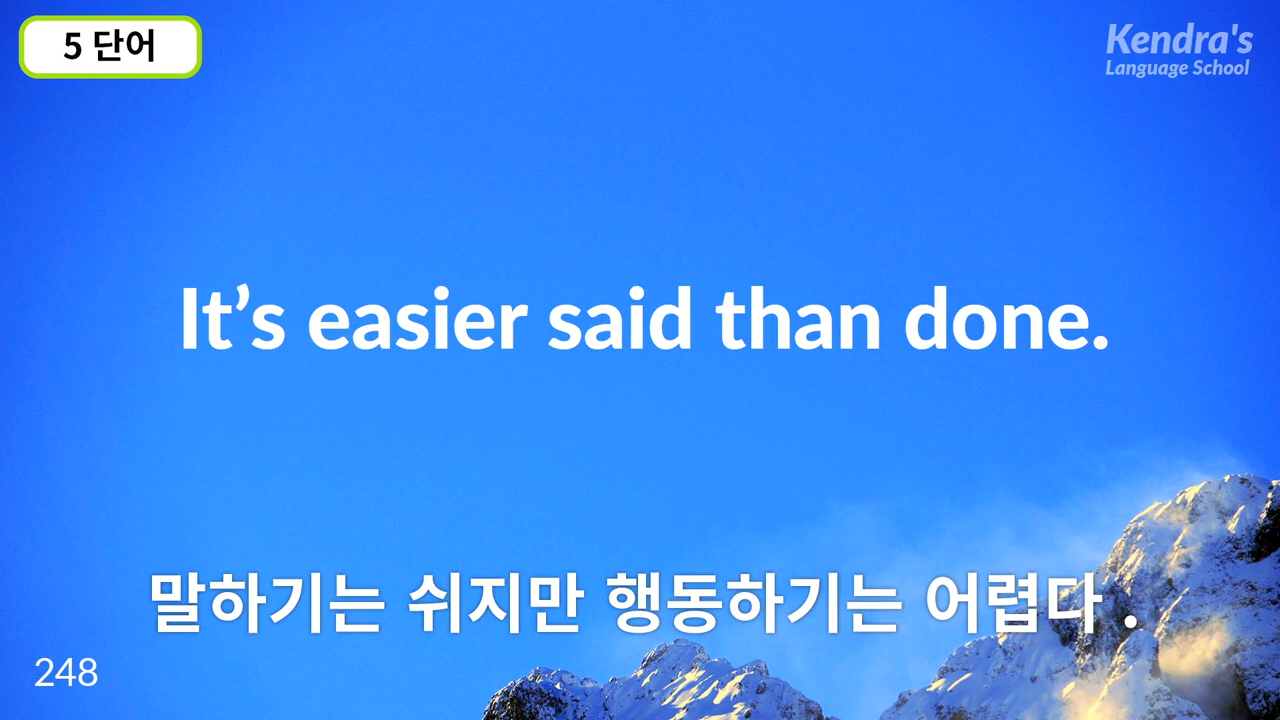 5 단어
Kendra's
Language School
It’s easier said than done.
말하기는 쉬지만 행동하기는 어렵다 .
248